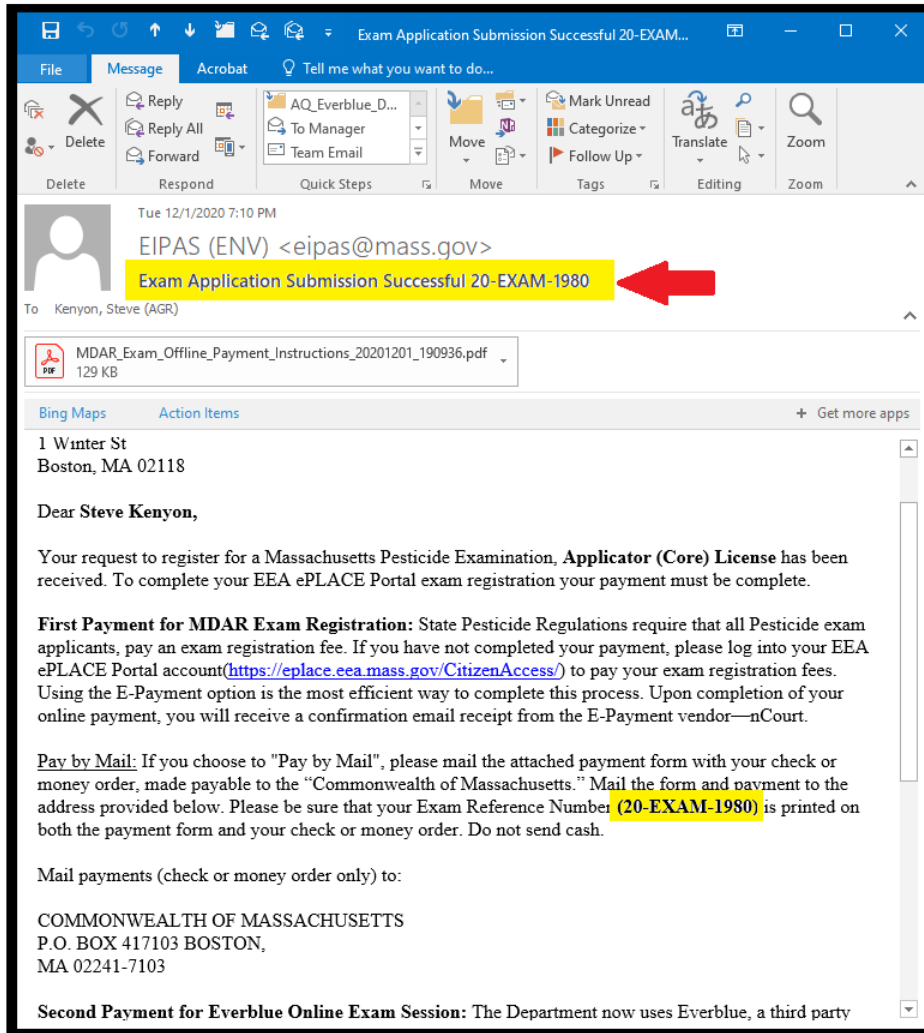 Exam Application Submission Successful 20-EXAM...
File Message Acrobat Tell me what you want to do...
Delete
Reply
Reply All
Forward
AQ_Everblue_D...
To Manager
Team Email
Move
Mark Unread
Categorize
Follow Up
Translate
Zoom
Delete Respond Quick Steps Move Tags Editing Zoom
Tue 12/1/2020 7:10 PM
EIPAS (ENV) <eipas@mass.gov>
Exam Application Submission Successful 20-EXAM-1980
To Kenyon, Steve (AGR)
PDF
MDAR_Exam_Offline_Payment_Instructions_20201201_190936.pdf
129 KB
Bing Maps Action Items + Get more apps
1 Winter St
Boston, MA 02118
Dear Steve Kenyon,
Your request to register for a Massachusetts Pesticide Examination, Applicator (Core) License has been
received. To complete your EEA ePLACE Portal exam registration your payment must be complete.
First Payment for MDAR Exam Registration: State Pesticide Regulations require that all Pesticide exam
applicants, pay an exam registration fee. If you have not completed your payment, please log into your EEA
ePLACE Portal account(https://eplace.eea.mass.gov/CitizenAccess/) to pay your exam registration fees.
Using the E-Payment option is the most efficient way to complete this process. Upon completion of your
online payment, you will receive a confirmation email receipt from the E-Payment vendor—nCourt.
Pay by Mail: If you choose to "Pay by Mail", please mail the attached payment form with your check or
money order, made payable to the “Commonwealth of Massachusetts.” Mail the form and payment to the
address provided below. Please be sure that your Exam Reference Number (20-EXAM-1980) is printed on
both the payment form and your check or money order. Do not send cash.
Mail payments (check or money order only) to:
COMMONWEALTH OF MASSACHUSETTS
P.O. BOX 417103 BOSTON,
MA 02241-7103
Second Payment for Everblue Online Exam Session: The Department now uses Everblue, a third party